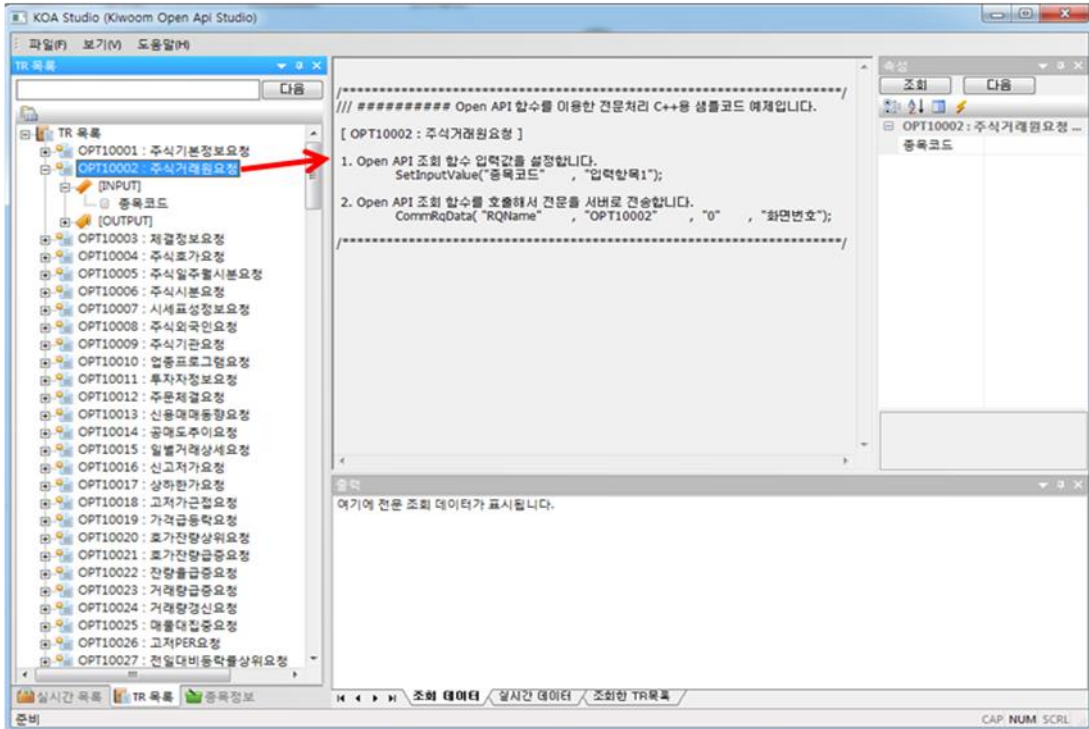 KOA Studio (Kiwoom Open Api Studio)
파일(F) 보기(V) 도움말(H)
TR 목록
다음
TR 목록
OPT10001 : 주식기본정보요청
OPT10002 : 주식거래원요청
[INPUT]
종목코드
[OUTPUT]
OPT10003 : 체결정보요청
OPT10004 : 주식호가요청
OPT10005 : 주식일주월시분요청
OPT10006 : 주식시분요청
OPT10007 : 시세표성정보요청
OPT10008 : 주식외국인요청
OPT10009 : 주식기관요청
OPT10010 : 업종프로그램요청
OPT10011 : 투자자정보요청
OPT10012 : 주문체결요청
OPT10013 : 신용매매동향요청
OPT10014 : 공매도추이요청
OPT10015 : 일별거래상세요청
OPT10016 : 신고저가요청
OPT10017 : 상하한가요청
OPT10018 : 고저가근접요청
OPT10019 : 가격급등락요청
OPT10020 : 호가잔량상위요청
OPT10021 : 호가잔량급증요청
OPT10022 : 잔량율급증요청
OPT10023 : 거래량급증요청
OPT10024 : 거래량갱신요청
OPT10025 : 매물대집중요청
OPT10026 : 고저PER요청
OPT10027 : 전일대비등락률상위요청
실시간 목록 TR 목록 종목정보
/********************************************************************/
/// ########## Open API 함수를 이용한 전문처리 C++용 샘플코드 예제입니다.
[ OPT10002 : 주식거래원요청 ]
1. Open API 조회 함수 입력값을 설정합니다.
SetInputValue("종목코드" , "입력항목1");
2. Open API 조회 함수를 호출해서 전문을 서버로 전송합니다.
CommRqData( "RQName" , "OPT10002" , "0" , "화면번호");
/********************************************************************/
출력
여기에 전문 조회 데이터가 표시됩니다.
조회 데이터 실시간 데이터 조회한 TR목록
속성
조회 다음
OPT10002 : 주식거래원요청 ...
종목코드
준비
CAP NUM SCRL